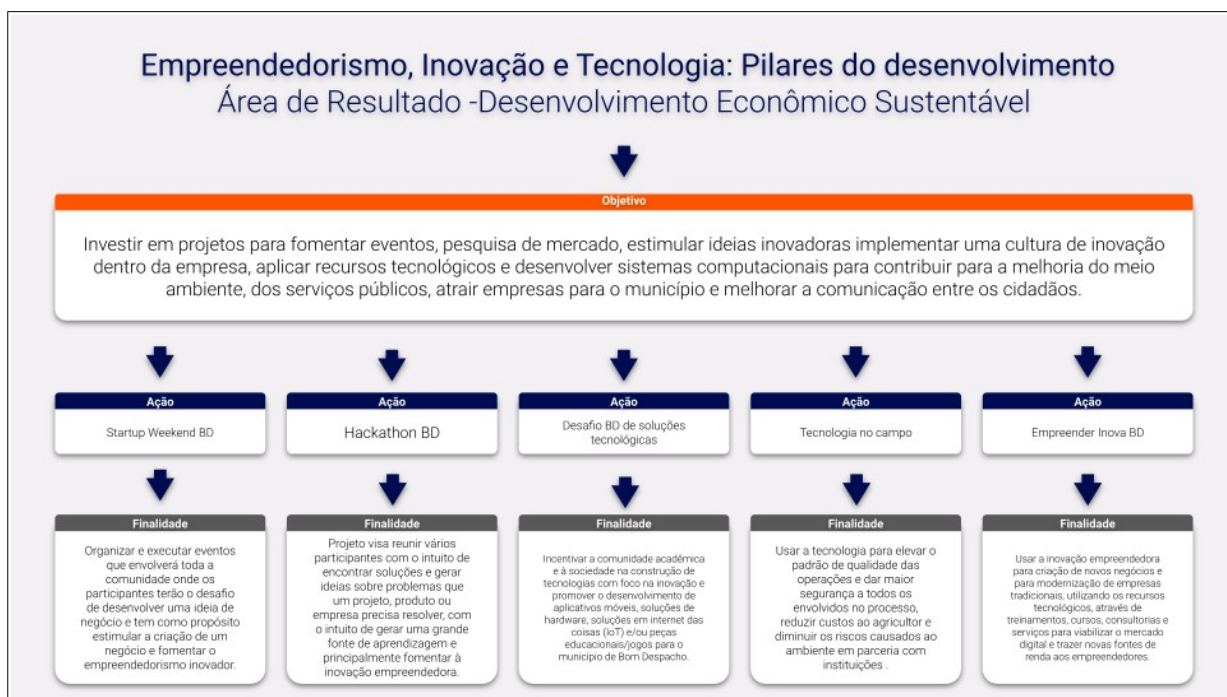 Empreendedorismo, Inovação e Tecnologia: Pilares do desenvolvimento
Área de Resultado -Desenvolvimento Econômico Sustentável
Objetivo
Investir em projetos para fomentar eventos, pesquisa de mercado, estimular ideias inovadoras implementar uma cultura de inovação
dentro da empresa, aplicar recursos tecnológicos e desenvolver sistemas computacionais para contribuir para a melhoria do meio
ambiente, dos serviços públicos, atrair empresas para o município e melhorar a comunicação entre os cidadãos.
Ação
Startup Weekend BD
Ação
Hackathon BD
Ação
Desafio BD de soluções
tecnológicas
Ação
Tecnologia no campo
Ação
Empreender Inova BD
Finalidade
Organizar e executar eventos
que envolverá toda a
comunidade onde os
participantes terão o desafio
de desenvolver uma ideia de
negócio e tem como propósito
estimular a criação de um
negócio e fomentar o
empreendedorismo inovador.
Finalidade
Projeto visa reunir vários
participantes com o intuito de
encontrar soluções e gerar
ideias sobre problemas que
um projeto, produto ou
empresa precisa resolver, com
o intuito de gerar uma grande
fonte de aprendizagem e
principalmente fomentar à
inovação empreendedora.
Finalidade
Incentivar a comunidade acadêmica
e à sociedade na construção de
tecnologias com foco na inovação e
promover o desenvolvimento de
aplicativos móveis, soluções de
hardware, soluções em internet das
coisas (IoT) e/ou peças
educacionais/jogos para o
município de Bom Despacho.
Finalidade
Usar a tecnologia para elevar o
padrão de qualidade das
operações e dar maior
segurança a todos os
envolvidos no processo,
reduzir custos ao agricultor e
diminuir os riscos causados ao
ambiente em parceria com
instituições .
Finalidade
Usar a inovação empreendedora
para criação de novos negócios e
para modernização de empresas
tradicionais, utilizando os recursos
tecnológicos, através de
treinamentos, cursos, consultorias e
serviços para viabilizar o mercado
digital e trazer novas fontes de
renda aos empreendedores.